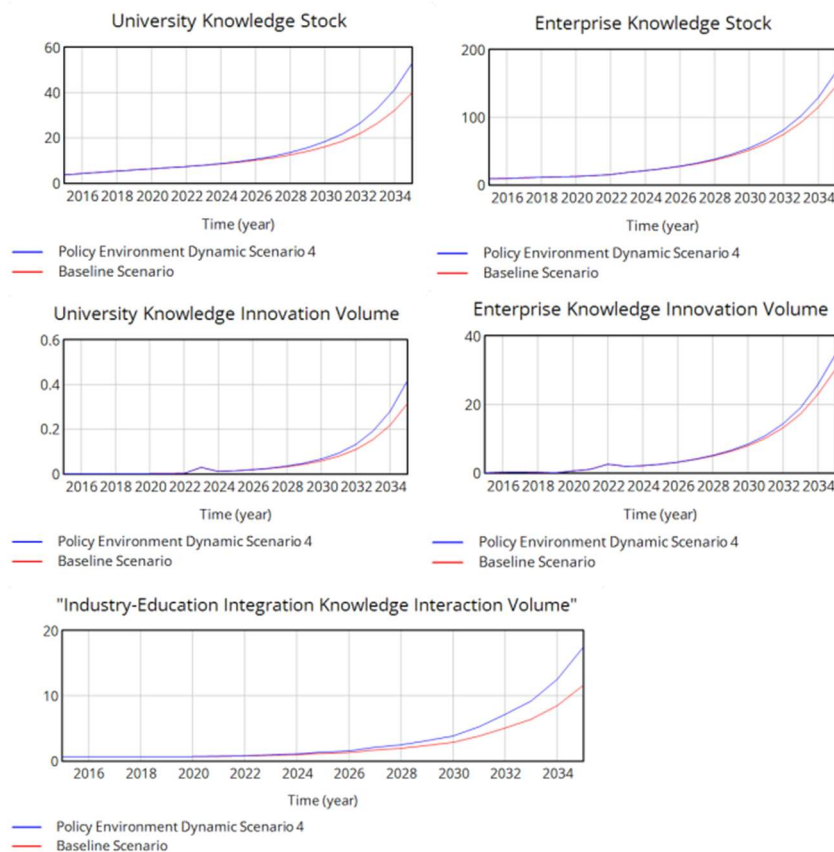 University Knowledge Stock
60
40
20
0
2016 2018 2020 2022 2024 2026 2028 2030 2032 2034
Time (year)
Policy Environment Dynamic Scenario 4
Baseline Scenario
Enterprise Knowledge Stock
200
100
0
2016 2018 2020 2022 2024 2026 2028 2030 2032 2034
Time (year)
Policy Environment Dynamic Scenario 4
Baseline Scenario
University Knowledge Innovation Volume
0.6
0.4
0.2
0
2016 2018 2020 2022 2024 2026 2028 2030 2032 2034
Time (year)
Policy Environment Dynamic Scenario 4
Baseline Scenario
Enterprise Knowledge Innovation Volume
40
20
0
2016 2018 2020 2022 2024 2026 2028 2030 2032 2034
Time (year)
Policy Environment Dynamic Scenario 4
Baseline Scenario
"Industry-Education Integration Knowledge Interaction Volume"
20
10
0
2016 2018 2020 2022 2024 2026 2028 2030 2032 2034
Time (year)
Policy Environment Dynamic Scenario 4
Baseline Scenario